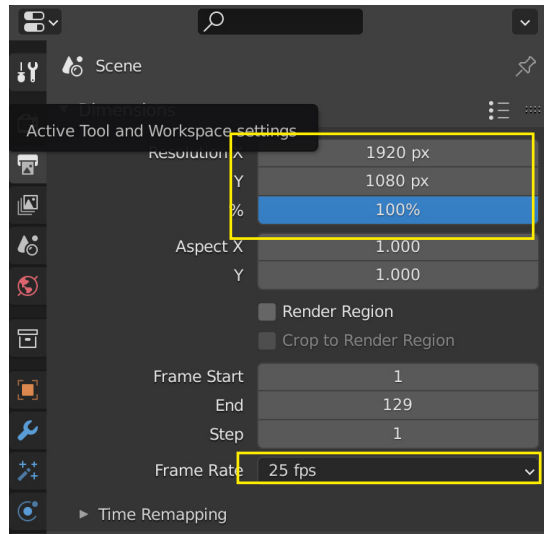 Scene
Dimensions
Active Tool and Workspace settings
Resolution X 1920 px
Y 1080 px
% 100%
Aspect X 1.000
Y 1.000
Render Region
Crop to Render Region
Frame Start 1
End 129
Step 1
Frame Rate 25 fps
Time Remapping